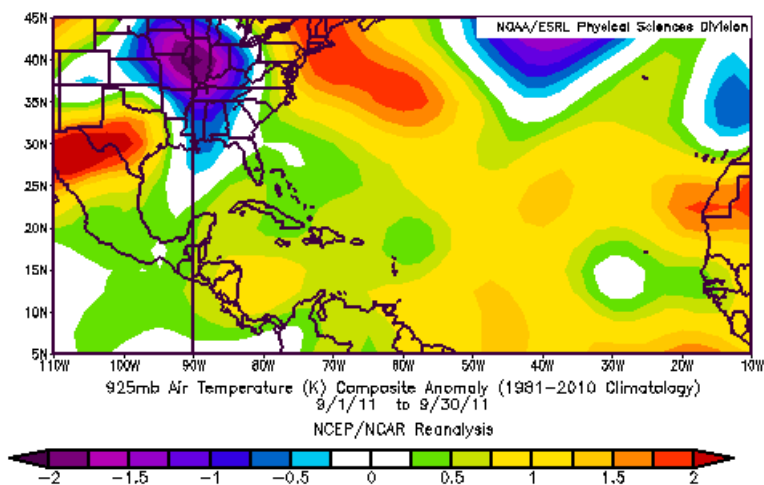 45N
NOAA/ESRL Physical Sciences Division
40N
35N
30N
25N
20N
15N
10N
5N
110W 100W 90W 80W 70W 60W 50W 40W 30W 20W 10W
925mb Air Temperature (K) Composite Anomaly (1981-2010 Climatology)
9/1/11 to 9/30/11
NCEP/NCAR Reanalysis
-2 -1.5 -1 -0.5 0 0.5 1 1.5 2